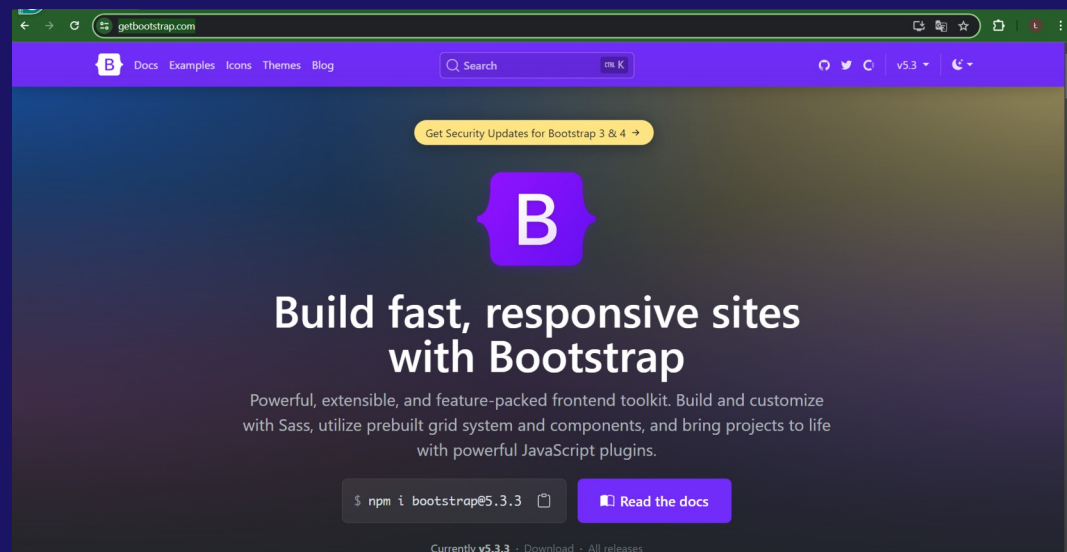 getbootstrap.com
B Docs Examples Icons Themes Blog Search CTRL K v5.3
Get Security Updates for Bootstrap 3 & 4 →
B
Build fast, responsive sites
with Bootstrap
Powerful, extensible, and feature-packed frontend toolkit. Build and customize
with Sass, utilize prebuilt grid system and components, and bring projects to life
with powerful JavaScript plugins.
$ npm i bootstrap@5.3.3 Read the docs
Currently v5.3.3 · Download · All releases